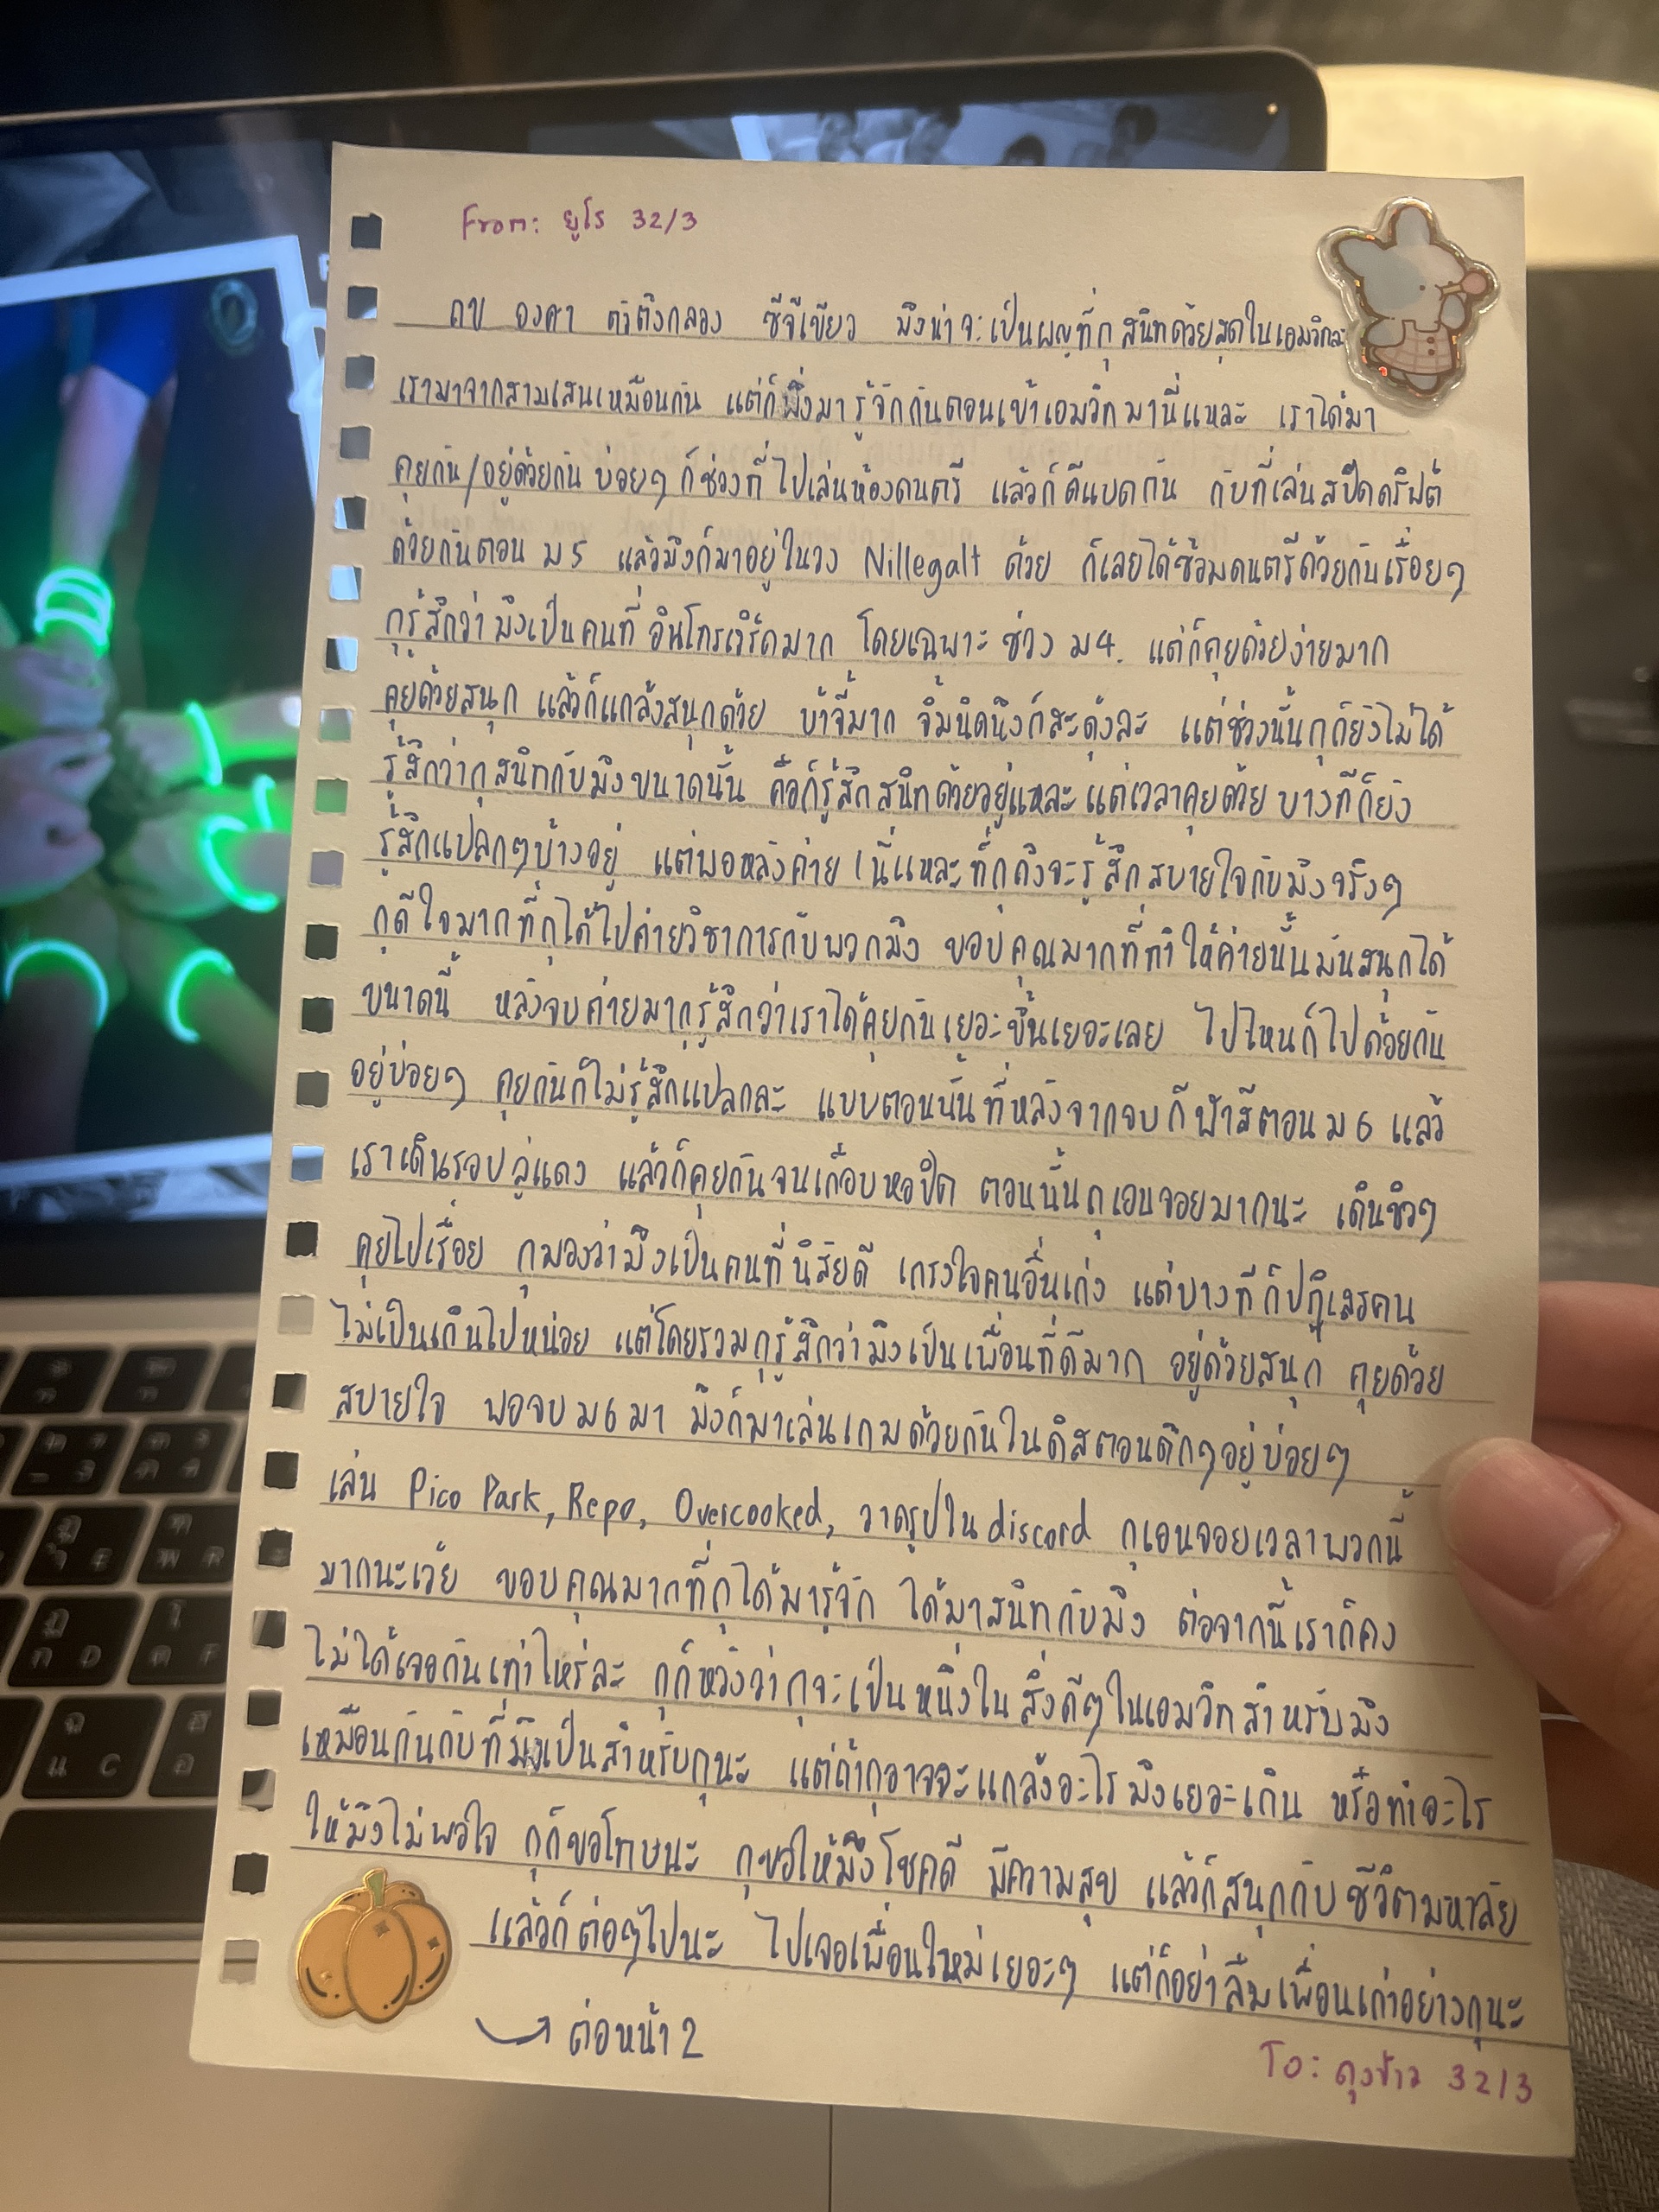 From: ยูโร 32/3
ถข องศา ตัวตึงกลอง ซีจีเขียว มึงน่าจะเป็นผญที่กุสนิทด้วยสุดในเอมวิทละ
เรามาจากสามเสนเหมือนกัน แต่ก็พึ่งมารู้จักกันตอนเข้าเอมวิทมานี่แหละ เราได้มา
คุยกัน/อยู่ด้วยกันบ่อยๆก็ช่วงที่ไปเล่นห้องดนตรี แล้วก็ตีแบดกัน กับที่เล่นสปีดดริฟต์
ด้วยกันตอน ม5 แล้วมึงก็มาอยู่ในวง Nillegalt ด้วย ก็เลยได้ซ้อมดนตรีด้วยกันเรื่อยๆ
กุรู้สึกว่ามึงเป็นคนที่อินโทรเวิร์ดมาก โดยเฉพาะช่วง ม4. แต่ก็คุยด้วยง่ายมาก
คุยด้วยสนุก แล้วก็แกล้งสนุกด้วย บ้าจี้มาก จิ้มนิดนึงก็สะดุ้งละ แต่ช่วงนั้นกุก็ยังไม่ได้
รู้สึกว่ากุสนิทกับมึงขนาดนั้น คือก็รู้สึกสนิทด้วยอยู่แหละ แต่เวลาคุยด้วยบางทีก็ยัง
รู้สึกแปลกๆบ้างอยู่ แต่พอหลังค่าย 1 นี่แหละที่กุถึงจะรู้สึกสบายใจกับมึงจริงๆ
กุดีใจมากที่กุได้ไปค่ายวิชาการกับพวกมึง ขอบคุณมากที่ทำให้ค่ายนั้นมันสนุกได้
ขนาดนี้ หลังจบค่ายมากุรู้สึกว่าเราได้คุยกันเยอะขึ้นเยอะเลย ไปไหนก็ไปด้วยกัน
อยู่บ่อยๆ คุยกันก็ไม่รู้สึกแปลกละ แบบตอนนั้นที่หลังจากจบกีฬาสีตอน ม6 แล้ว
เราเดินรอบลู่แดง แล้วก็คุยกันจนเกือบหอปิด ตอนนั้นกุเอนจอยมากนะ เดินชิวๆ
คุยไปเรื่อย กุมองว่ามึงเป็นคนที่นิสัยดี เกรงใจคนอื่นเก่ง แต่บางทีก็ปฏิเสธคน
ไม่เป็นเกินไปหน่อย แต่โดยรวมกุรู้สึกว่ามึงเป็นเพื่อนที่ดีมาก อยู่ด้วยสนุก คุยด้วย
สบายใจ พอจบ ม6 มา มึงก็มาเล่นเกมด้วยกันในดิสตอนดึกๆอยู่บ่อยๆ
เล่น Pico Park, Repo, Overcooked, วาดรูปใน discord กุเอนจอยเวลาพวกนี้
มากนะเว้ย ขอบคุณมากที่กุได้มารู้จัก ได้มาสนิทกับมึง ต่อจากนี้เราก็คง
ไม่ได้เจอกันเท่าไหร่ละ กุก็หวังว่ากุจะเป็นหนึ่งในสิ่งดีๆในเอมวิทสำหรับมึง
เหมือนกันกับที่มึงเป็นสำหรับกุนะ แต่ถ้ากุอาจจะแกล้งอะไรมึงเยอะเกิน หรือทำอะไร
ให้มึงไม่พอใจ กุก็ขอโทษนะ กุขอให้มึงโชคดี มีความสุข แล้วก็สนุกกับชีวิตมหาลัย
แล้วก็ต่อๆไปนะ ไปเจอเพื่อนใหม่เยอะๆ แต่ก็อย่าลืมเพื่อนเก่าอย่างกุนะ
ต่อหน้า 2
To: ถุงข้าว 32/3